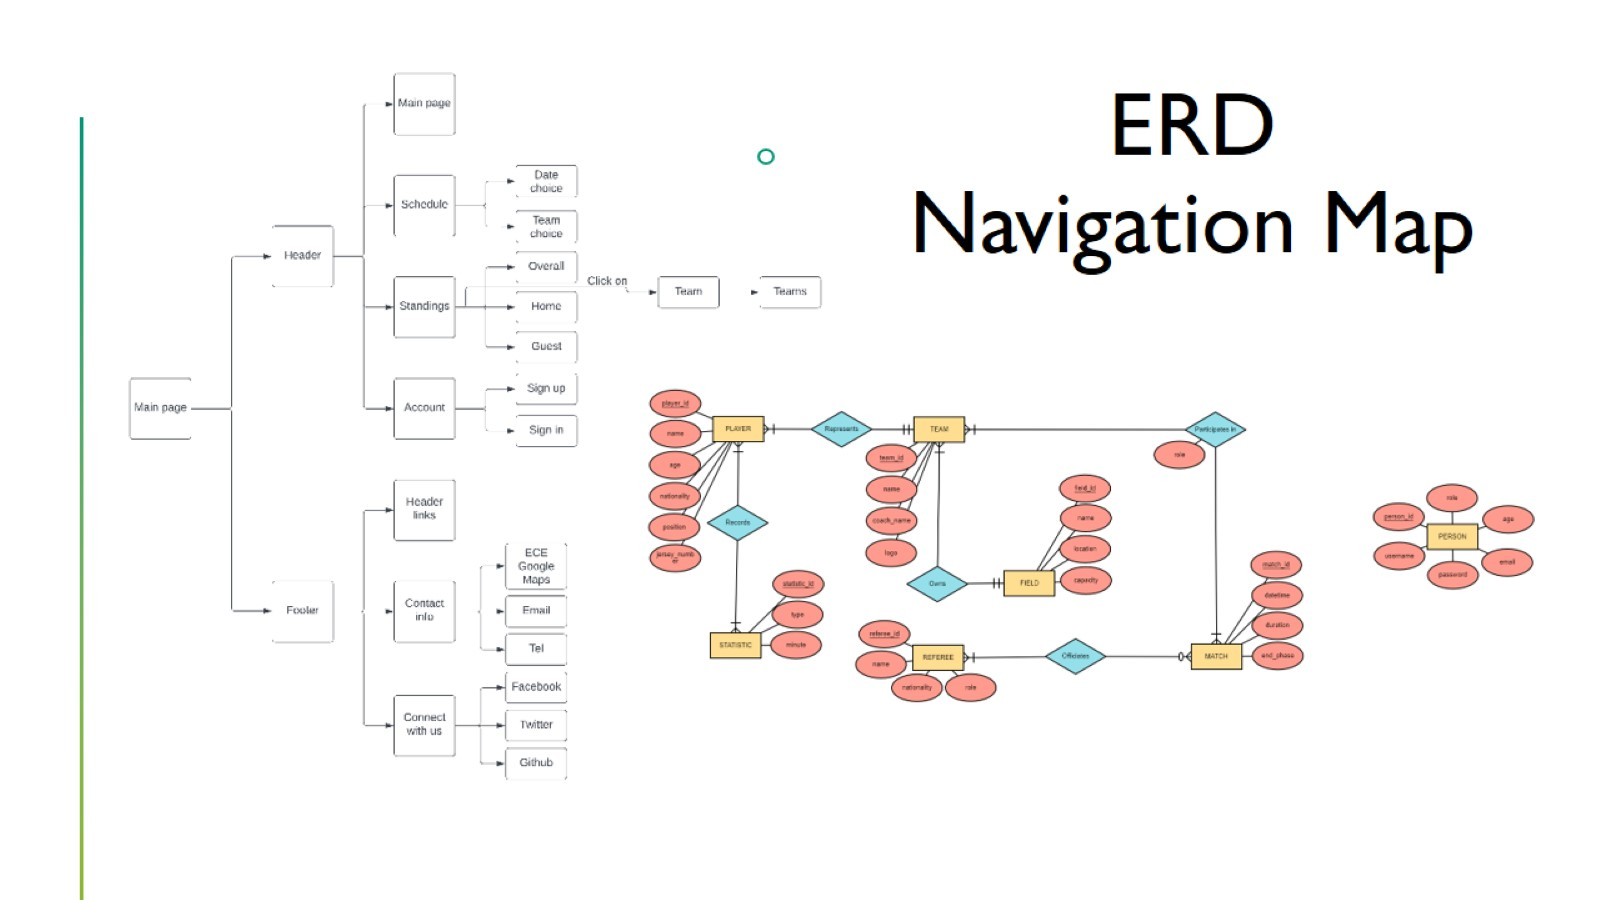 ERD
Navigation Map
Main page
Header
Footer
Main page
Schedule
Date
choice
Team
choice
Standings
Overall
Home
Guest
Click on
Team
Teams
Account
Sign up
Sign in
Header
links
Contact
info
ECE
Google
Maps
Email
Tel
Connect
with us
Facebook
Twitter
Github
player_id
name
age
nationality
position
jersey_numb
er
PLAYER
Represents
TEAM
team_id
name
coach_name
logo
Participates in
role
Records
statistic_id
type
minute
STATISTIC
Owns
FIELD
field_id
name
location
capacity
referee_id
name
nationality
role
REFEREE
Officiates
MATCH
match_id
datetime
duration
end_phase
PERSON
person_id
role
age
username
password
email